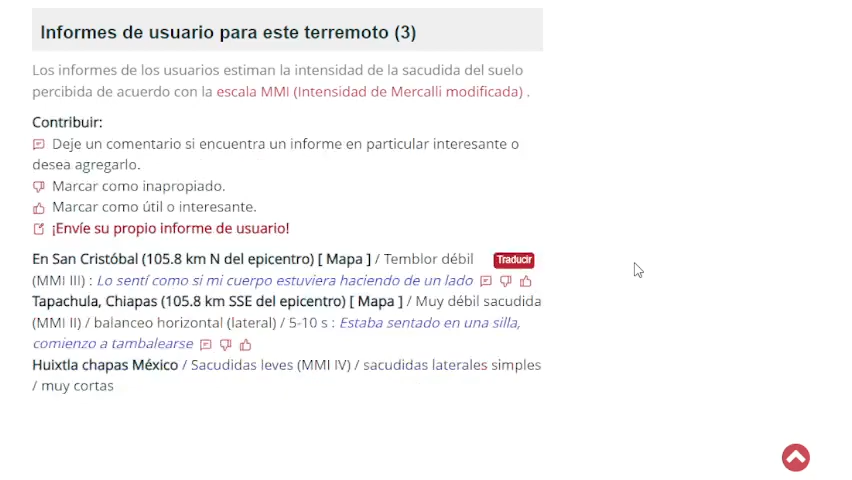 Informes de usuario para este terremoto (3)
Los informes de los usuarios estiman la intensidad de la sacudida del suelo
percibida de acuerdo con la escala MMI (Intensidad de Mercalli modificada) .
Contribuir:
Deje un comentario si encuentra un informe en particular interesante o
desea agregarlo.
Marcar como inapropiado.
Marcar como útil o interesante.
¡Envíe su propio informe de usuario!
En San Cristóbal (105.8 km N del epicentro) [ Mapa ] / Temblor débil Traducir
(MMI III) : Lo sentí como si mi cuerpo estuviera haciendo de un lado
Tapachula, Chiapas (105.8 km SSE del epicentro) [ Mapa ] / Muy débil sacudida
(MMI II) / balanceo horizontal (lateral) / 5-10 s : Estaba sentado en una silla,
comienzo a tambalearse
Huixtla chapas México / Sacudidas leves (MMI IV) / sacudidas laterales simples
/ muy cortas